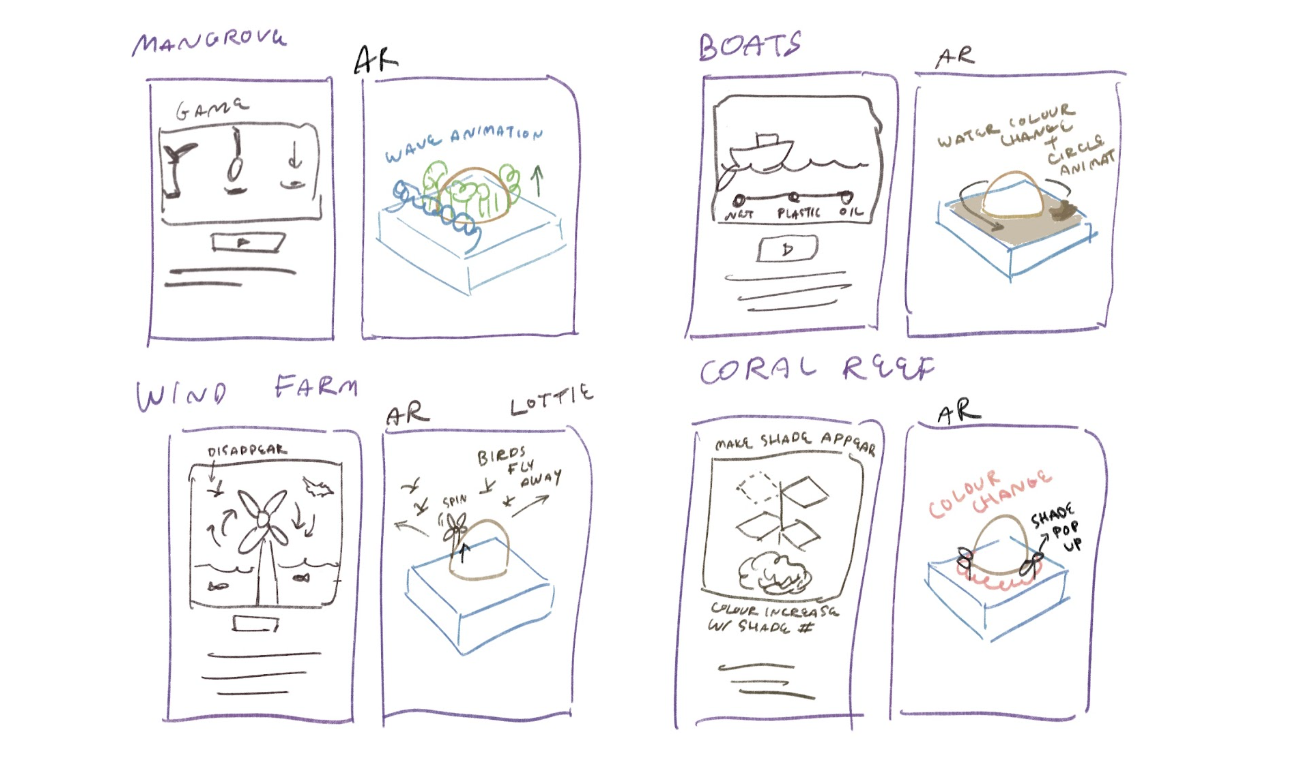 MANGROVE
AR
GAME
WAVE ANIMATION
BOATS
AR
NET PLASTIC OIL
WATER COLOUR
CHANGE
+
CIRCLE
ANIMAT
WIND FARM
AR
LOTTIE
DISAPPEAR
BIRDS
FLY
AWAY
SPIN
CORAL REEF
AR
MAKE SHADE APPEAR
COLOUR INCREASE
W/ SHADE #
COLOUR
CHANGE
SHADE
POP
UP